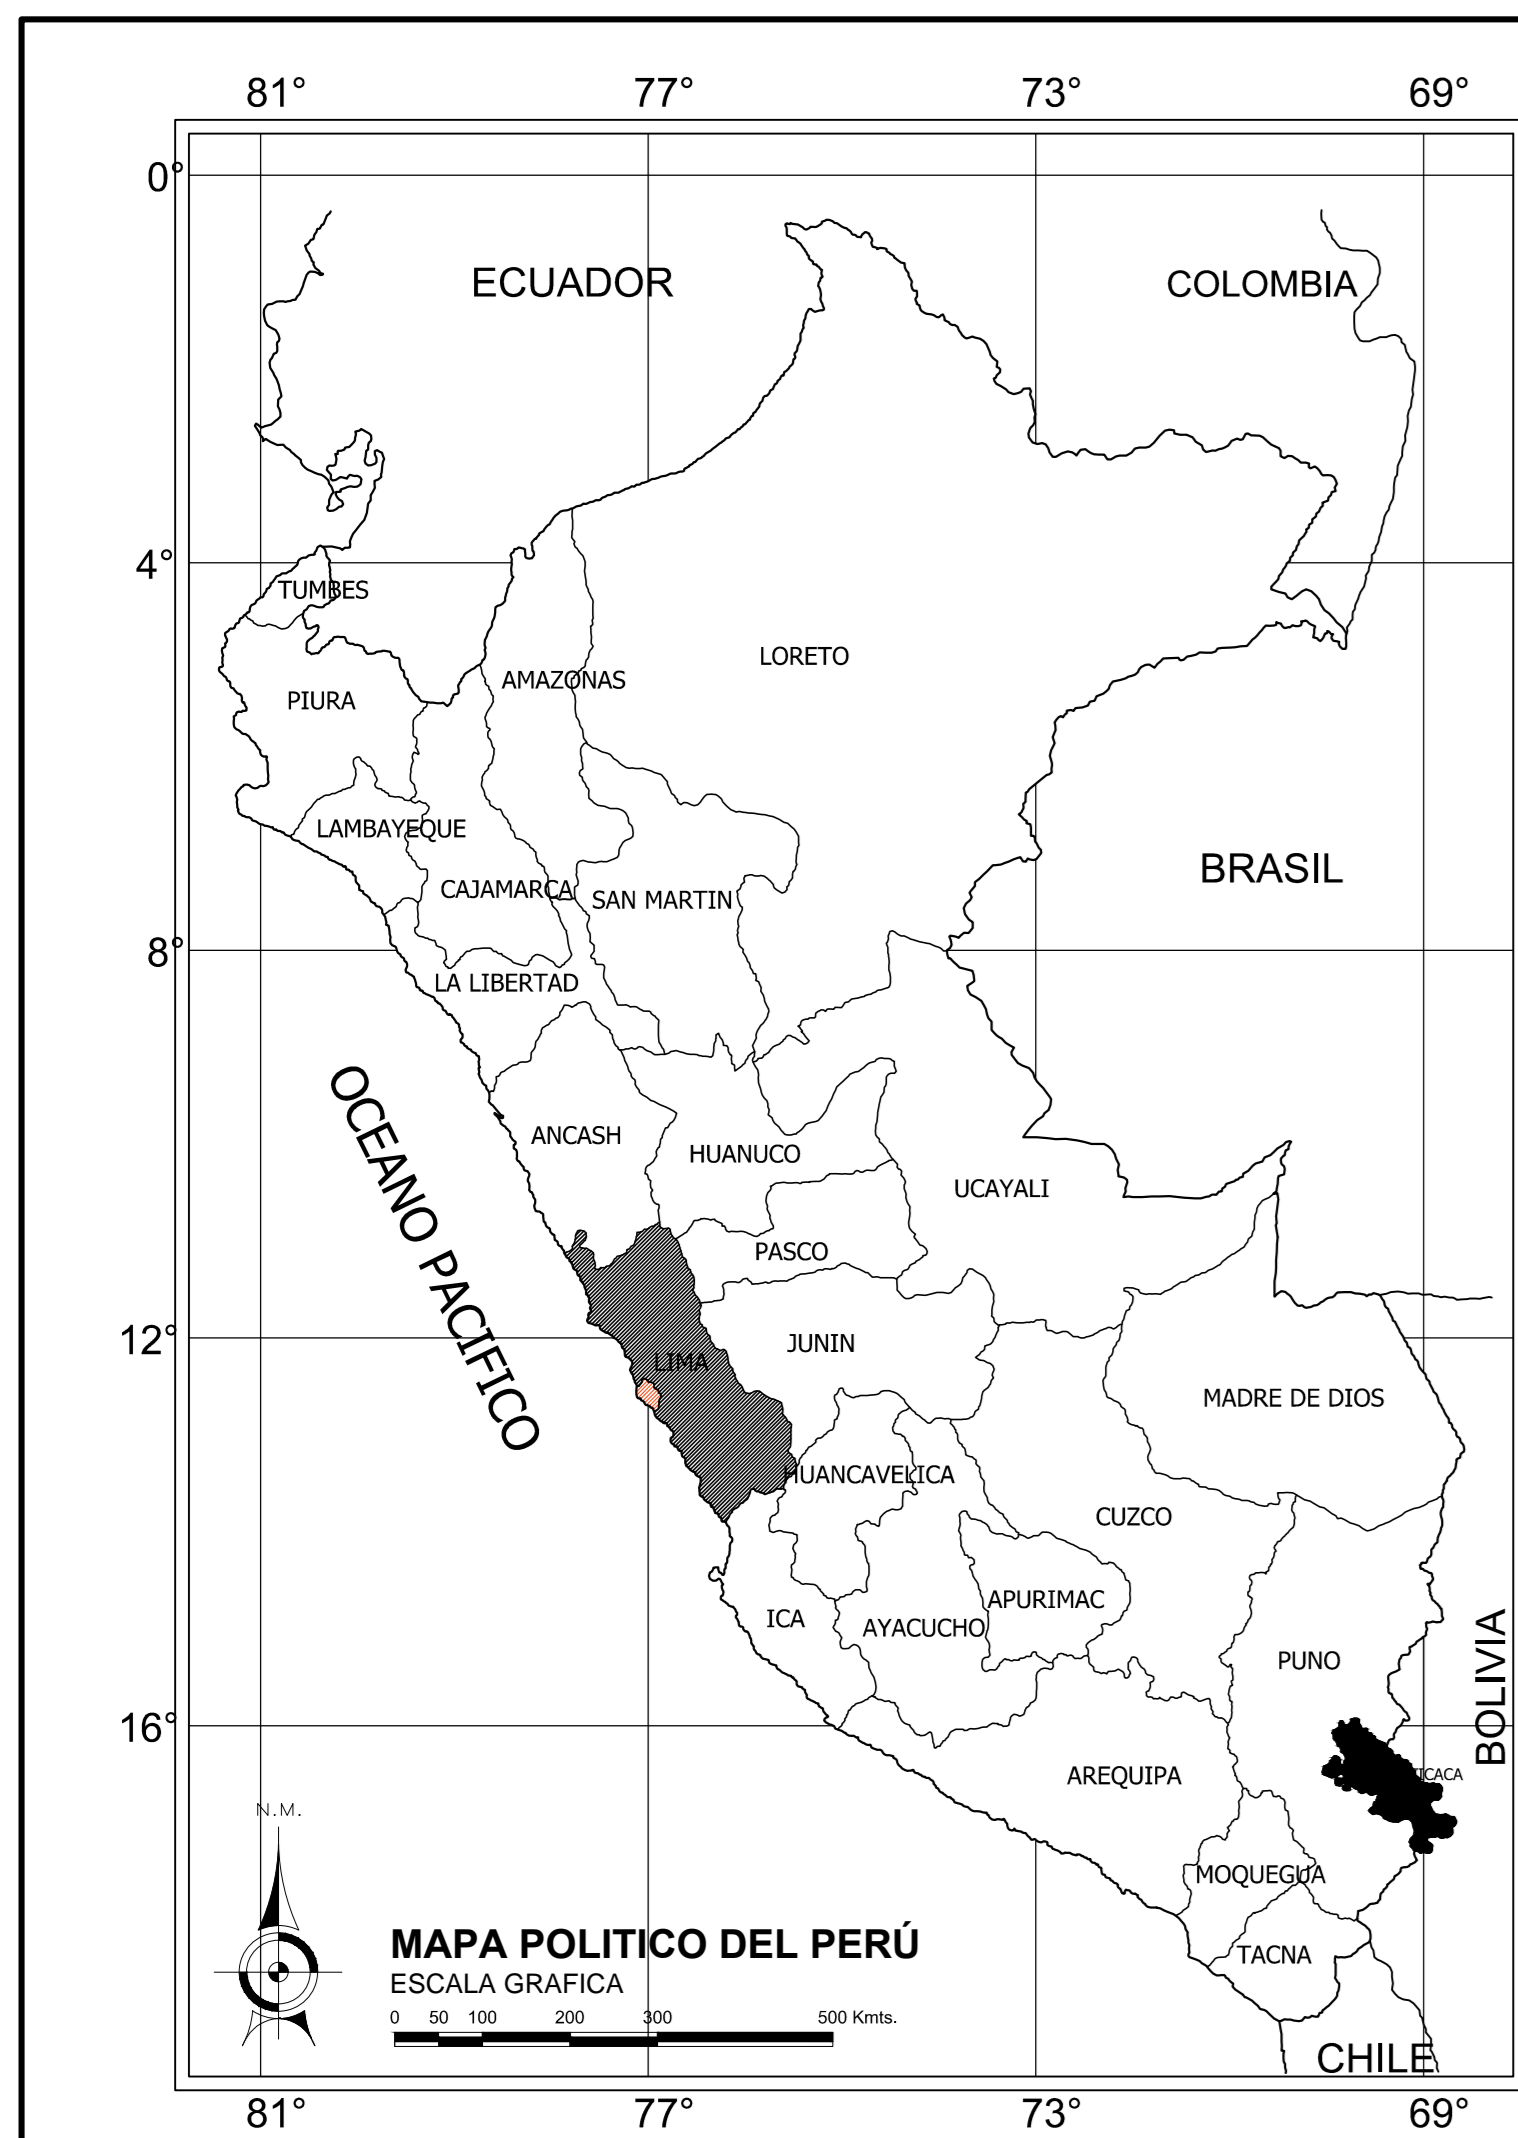 81° 77° 73° 69°
0°
ECUADOR
COLOMBIA
4°
TUMBES
LORETO
AMAZONAS
PIURA
LAMBAYEQUE
BRASIL
CAJAMARCA
SAN MARTIN
8°
LA LIBERTAD
OCEANO PACIFICO
ANCASH
HUANUCO
UCAYALI
PASCO
12°
JUNIN
LIMA
MADRE DE DIOS
HUANCAVELICA
CUZCO
APURIMAC
ICA
AYACUCHO
PUNO
BOLIVIA
16°
AREQUIPA
TICACA
N.M.
MOQUEGUA
MAPA POLITICO DEL PERÚ
TACNA
ESCALA GRAFICA
0 50 100 200 300 500 Kmts.
CHILE
81° 77° 73° 69°